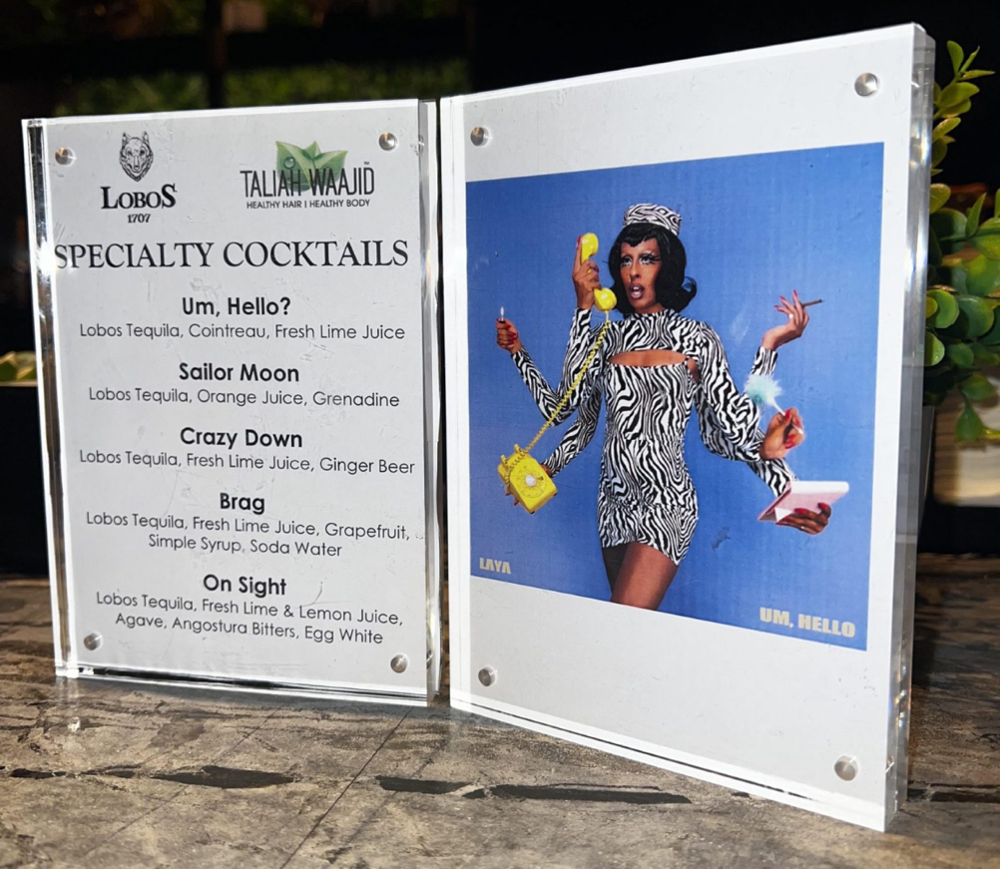 LOBOS
1707
TALIAH WAAJID™
HEALTHY HAIR | HEALTHY BODY
SPECIALTY COCKTAILS
Um, Hello?
Lobos Tequila, Cointreau, Fresh Lime Juice
Sailor Moon
Lobos Tequila, Orange Juice, Grenadine
Crazy Down
Lobos Tequila, Fresh Lime Juice, Ginger Beer
Brag
Lobos Tequila, Fresh Lime Juice, Grapefruit,
Simple Syrup, Soda Water
On Sight
Lobos Tequila, Fresh Lime & Lemon Juice,
Agave, Angostura Bitters, Egg White
LAYA
UM, HELLO